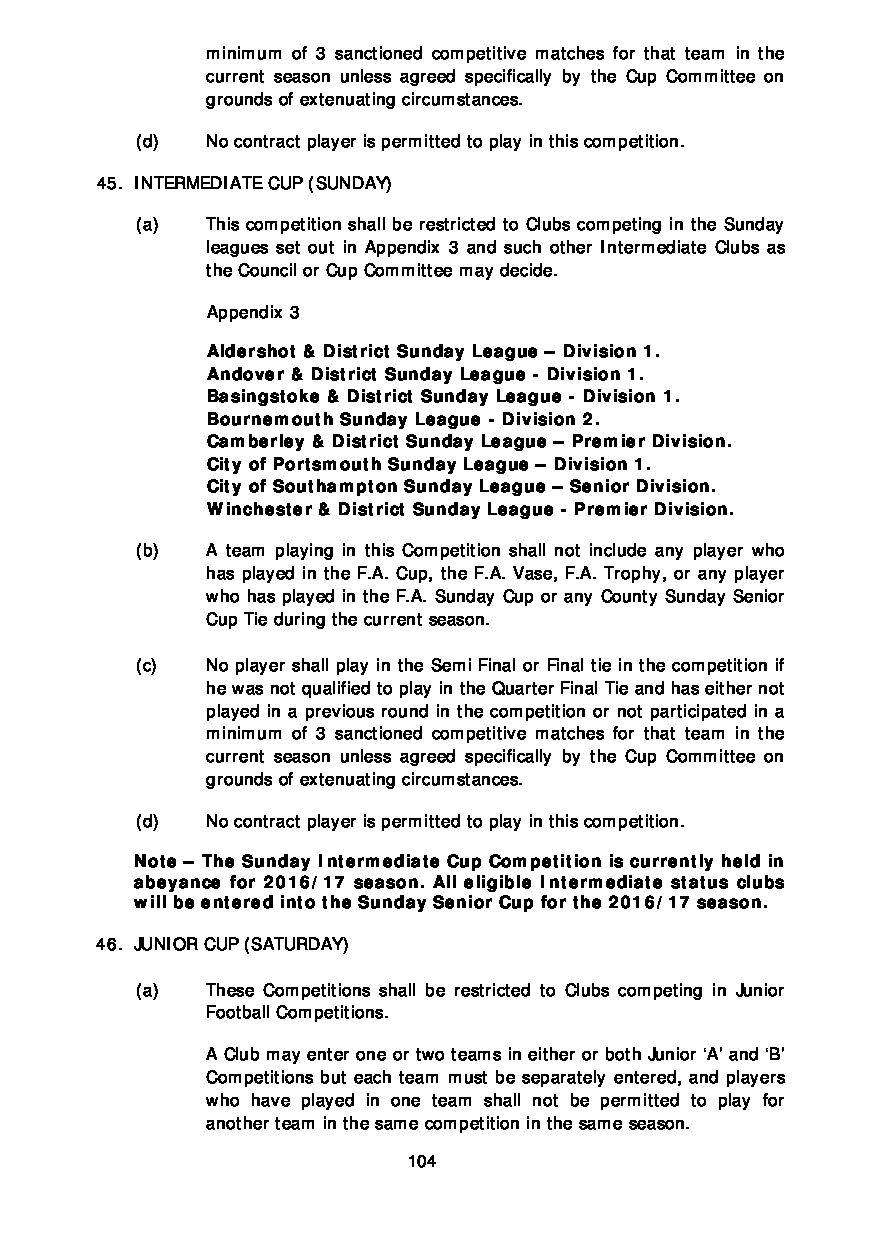 minimum of 3 sanctioned competitive matches for that team in the
current season unless agreed specifically by the Cup Committee on
grounds of extenuating circumstances.
(d) No contract player is permitted to play in this competition.
45. INTERMEDIATE CUP (SUNDAY)
(a) This competition shall be restricted to Clubs competing in the Sunday
leagues set out in Appendix 3 and such other Intermediate Clubs as
the Council or Cup Committee may decide.
Appendix 3
Aldershot & District Sunday League – Division 1.
Andover & District Sunday League - Division 1.
Basingstoke & District Sunday League - Division 1.
Bournemouth Sunday League - Division 2.
Camberley & District Sunday League – Premier Division.
City of Portsmouth Sunday League – Division 1.
City of Southampton Sunday League – Senior Division.
Winchester & District Sunday League - Premier Division.
(b) A team playing in this Competition shall not include any player who
has played in the F.A. Cup, the F.A. Vase, F.A. Trophy, or any player
who has played in the F.A. Sunday Cup or any County Sunday Senior
Cup Tie during the current season.
(c) No player shall play in the Semi Final or Final tie in the competition if
he was not qualified to play in the Quarter Final Tie and has either not
played in a previous round in the competition or not participated in a
minimum of 3 sanctioned competitive matches for that team in the
current season unless agreed specifically by the Cup Committee on
grounds of extenuating circumstances.
(d) No contract player is permitted to play in this competition.
Note – The Sunday Intermediate Cup Competition is currently held in
abeyance for 2016/17 season. All eligible Intermediate status clubs
will be entered into the Sunday Senior Cup for the 2016/17 season.
46. JUNIOR CUP (SATURDAY)
(a) These Competitions shall be restricted to Clubs competing in Junior
Football Competitions.
A Club may enter one or two teams in either or both Junior ‘A’ and ‘B’
Competitions but each team must be separately entered, and players
who have played in one team shall not be permitted to play for
another team in the same competition in the same season.
104